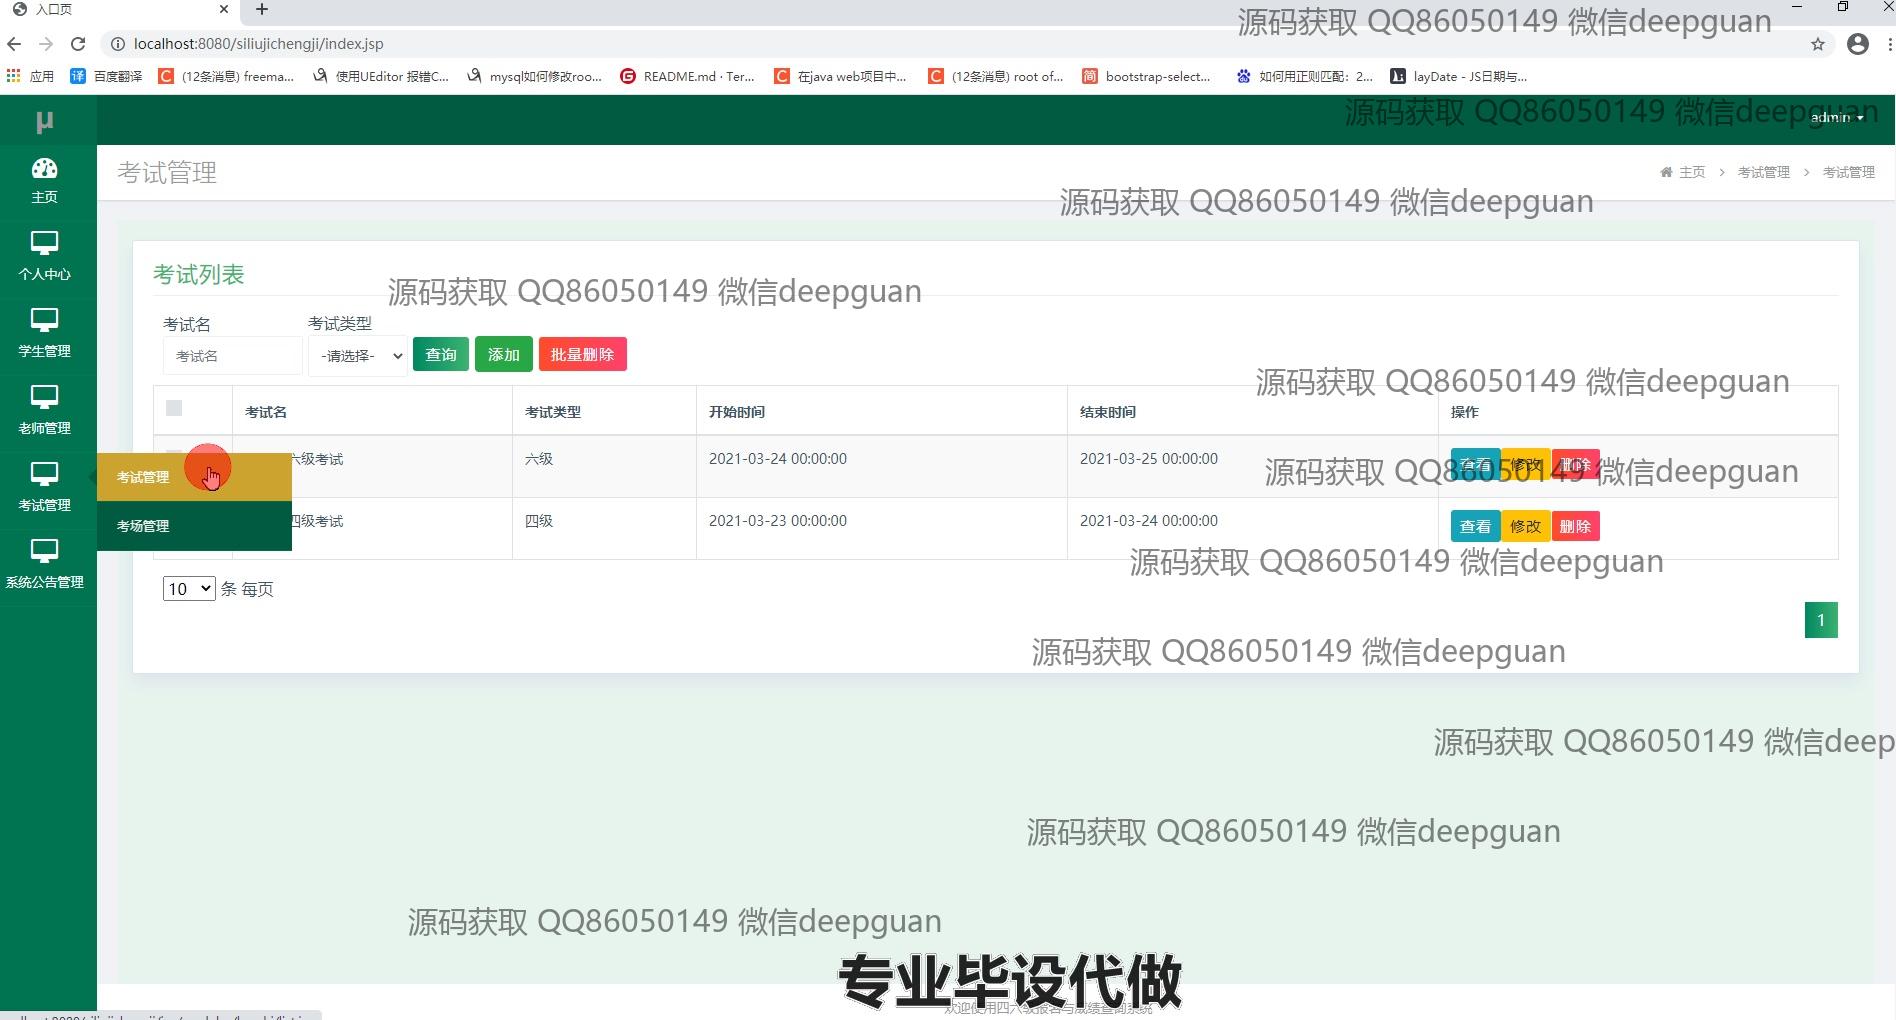 入口页
源码获取 QQ86050149 微信deepguan
localhost:8080/siliujichengji/index.jsp
应用
百度翻译
(12条消息) freema...
使用UEditor 报错C...
mysql如何修改roo...
README.md · Ter...
在java web项目中...
(12条消息) root of...
bootstrap-select...
如何用正则匹配：2...
layDate - JS日期与...
μ
源码获取 QQ86050149 微信deepguan
admin
考试管理
主页 > 考试管理 > 考试管理
主页
源码获取 QQ86050149 微信deepguan
个人中心
考试列表
源码获取 QQ86050149 微信deepguan
考试名
考试类型
学生管理
考试名
-请选择-
查询
添加
批量删除
源码获取 QQ86050149 微信deepguan
考试名
考试类型
开始时间
结束时间
操作
老师管理
六级考试
六级
2021-03-24 00:00:00
2021-03-25 00:00:00
查看
修改
删除
源码获取 QQ86050149 微信deepguan
考试管理
考试管理
考场管理
四级考试
四级
2021-03-23 00:00:00
2021-03-24 00:00:00
查看
修改
删除
源码获取 QQ86050149 微信deepguan
系统公告管理
10 条 每页
1
源码获取 QQ86050149 微信deepguan
源码获取 QQ86050149 微信deep
源码获取 QQ86050149 微信deepguan
源码获取 QQ86050149 微信deepguan
专业毕设代做
欢迎使用四六级报名与成绩查询系统